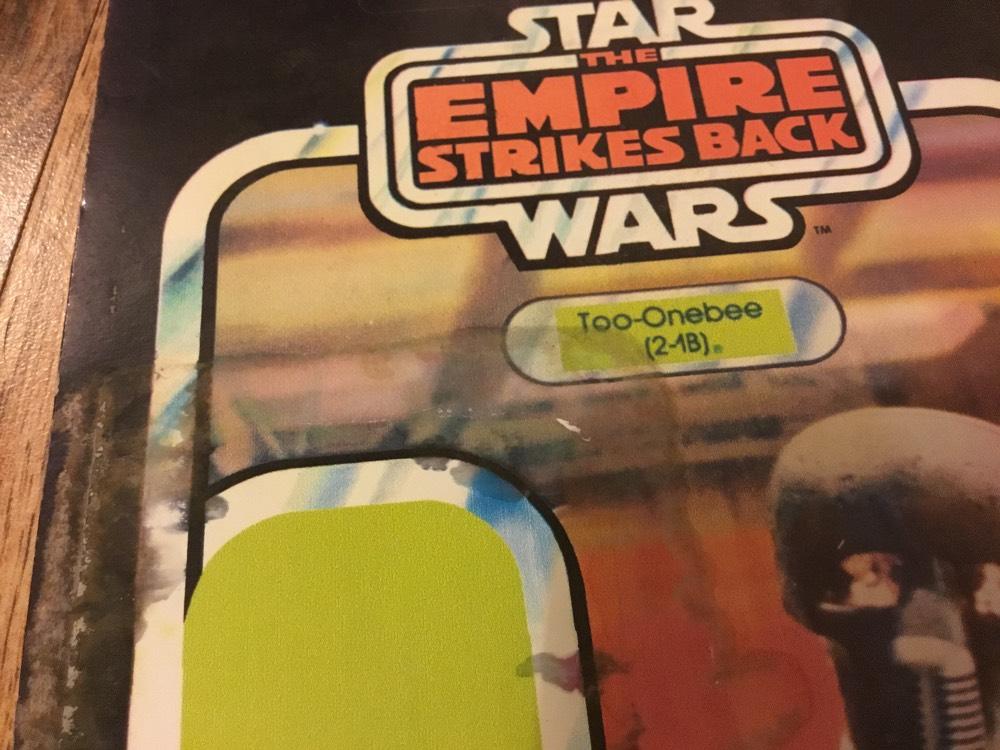 STAR
THE
EMPIRE
STRIKES BACK
WARS ™
Too-Onebee
(2-1B)®